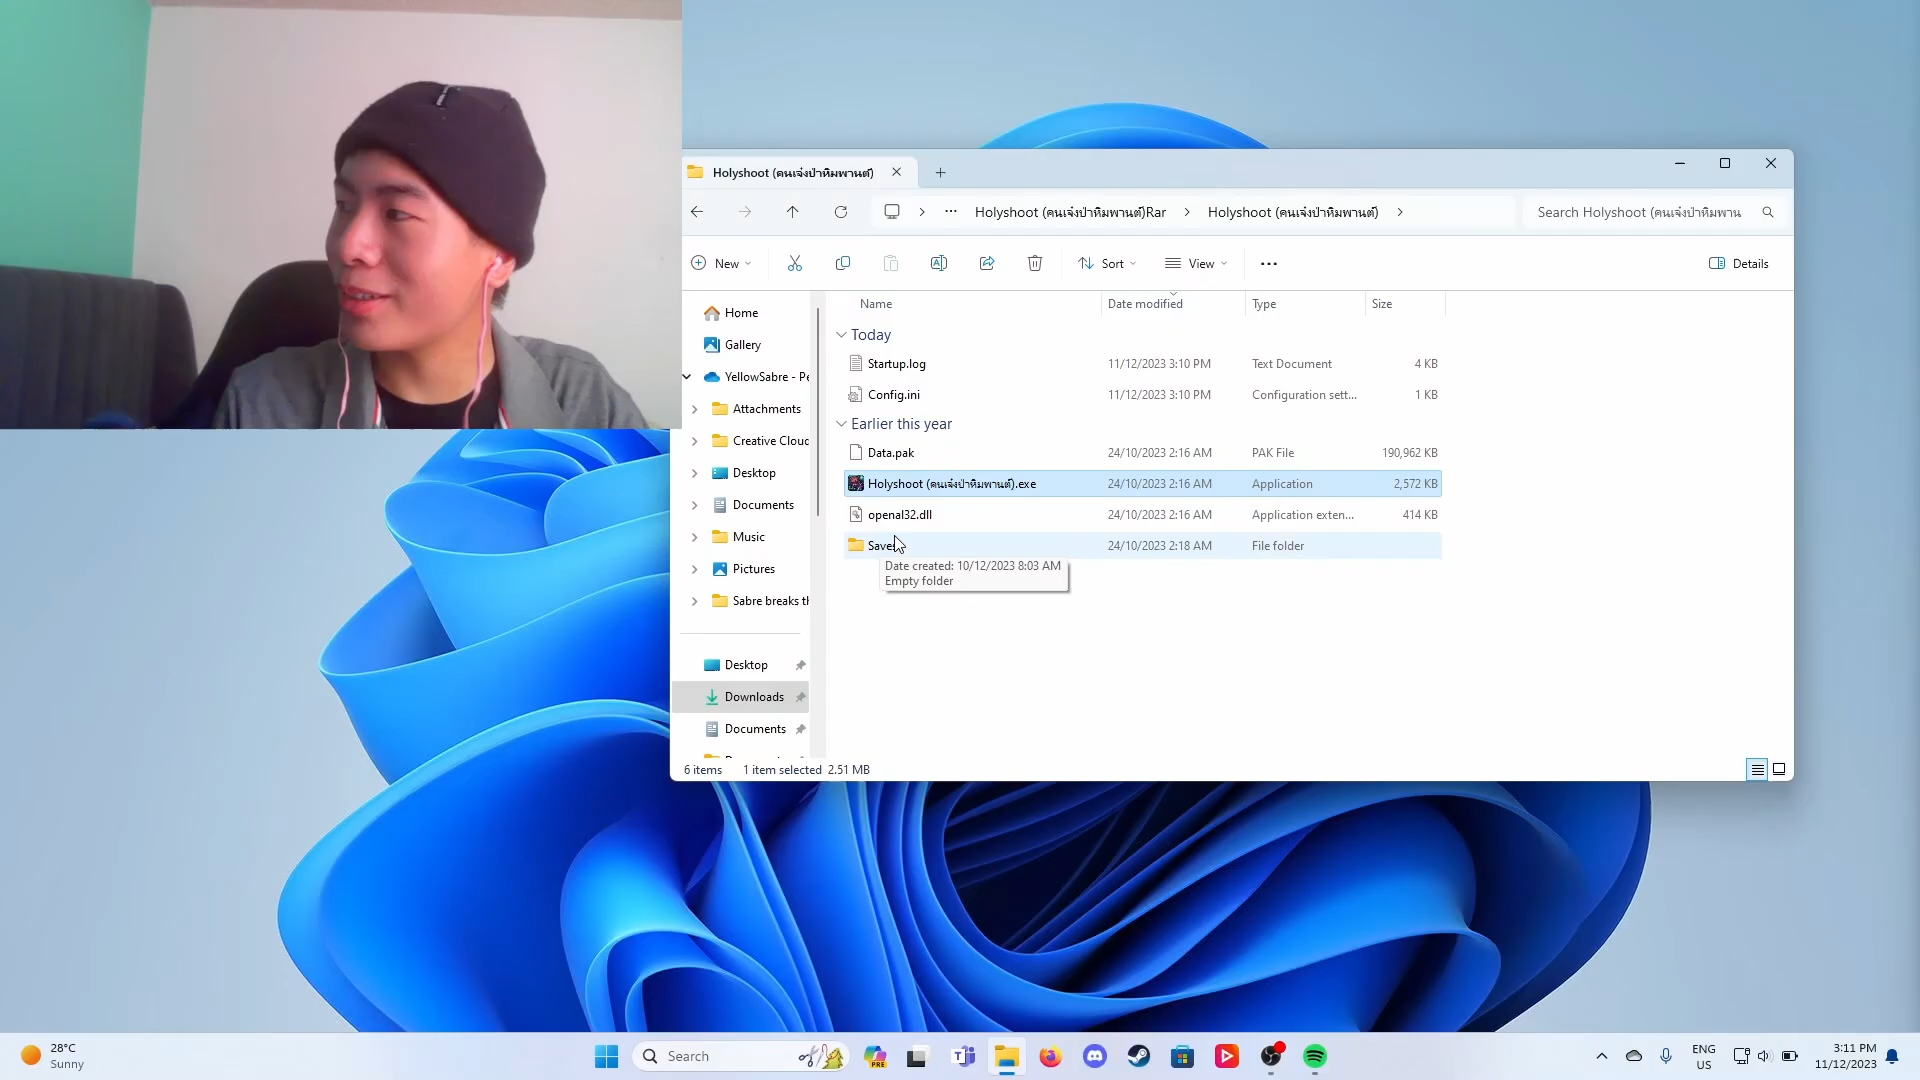 Holyshoot (คนเจ๋งป่าหิมพานต์)
Holyshoot (คนเจ๋งป่าหิมพานต์)Rar
Holyshoot (คนเจ๋งป่าหิมพานต์)
Search Holyshoot (คนเจ๋งป่าหิมพาน
New
Sort
View
Details
Home
Gallery
YellowSabre - Pe
Attachments
Creative Cloud
Desktop
Documents
Music
Pictures
Sabre breaks th
Desktop
Downloads
Documents
Name Date modified Type Size
Today
Startup.log 11/12/2023 3:10 PM Text Document 4 KB
Config.ini 11/12/2023 3:10 PM Configuration sett... 1 KB
Earlier this year
Data.pak 24/10/2023 2:16 AM PAK File 190,962 KB
Holyshoot (คนเจ๋งป่าหิมพานต์).exe 24/10/2023 2:16 AM Application 2,572 KB
openal32.dll 24/10/2023 2:16 AM Application exten... 414 KB
Save 24/10/2023 2:18 AM File folder
Date created: 10/12/2023 8:03 AM
Empty folder
6 items 1 item selected 2.51 MB
28°C
Sunny
Search
PRE
ENG
US
3:11 PM
11/12/2023